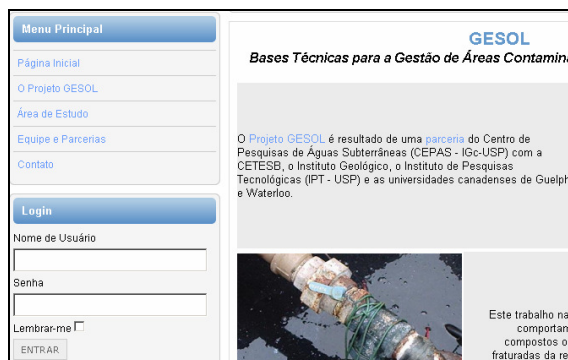 Menu Principal
Página Inicial
O Projeto GESOL
Área de Estudo
Equipe e Parcerias
Contato
Login
Nome de Usuário
Senha
Lembrar-me
ENTRAR
GESOL
Bases Técnicas para a Gestão de Áreas Contamina
O Projeto GESOL é resultado de uma parceria do Centro de
Pesquisas de Águas Subterrâneas (CEPAS - IGc-USP) com a
CETESB, o Instituto Geológico, o Instituto de Pesquisas
Tecnológicas (IPT - USP) e as universidades canadenses de Guelph
e Waterloo.
Este trabalho na
comportam
compostos o
fraturadas da re